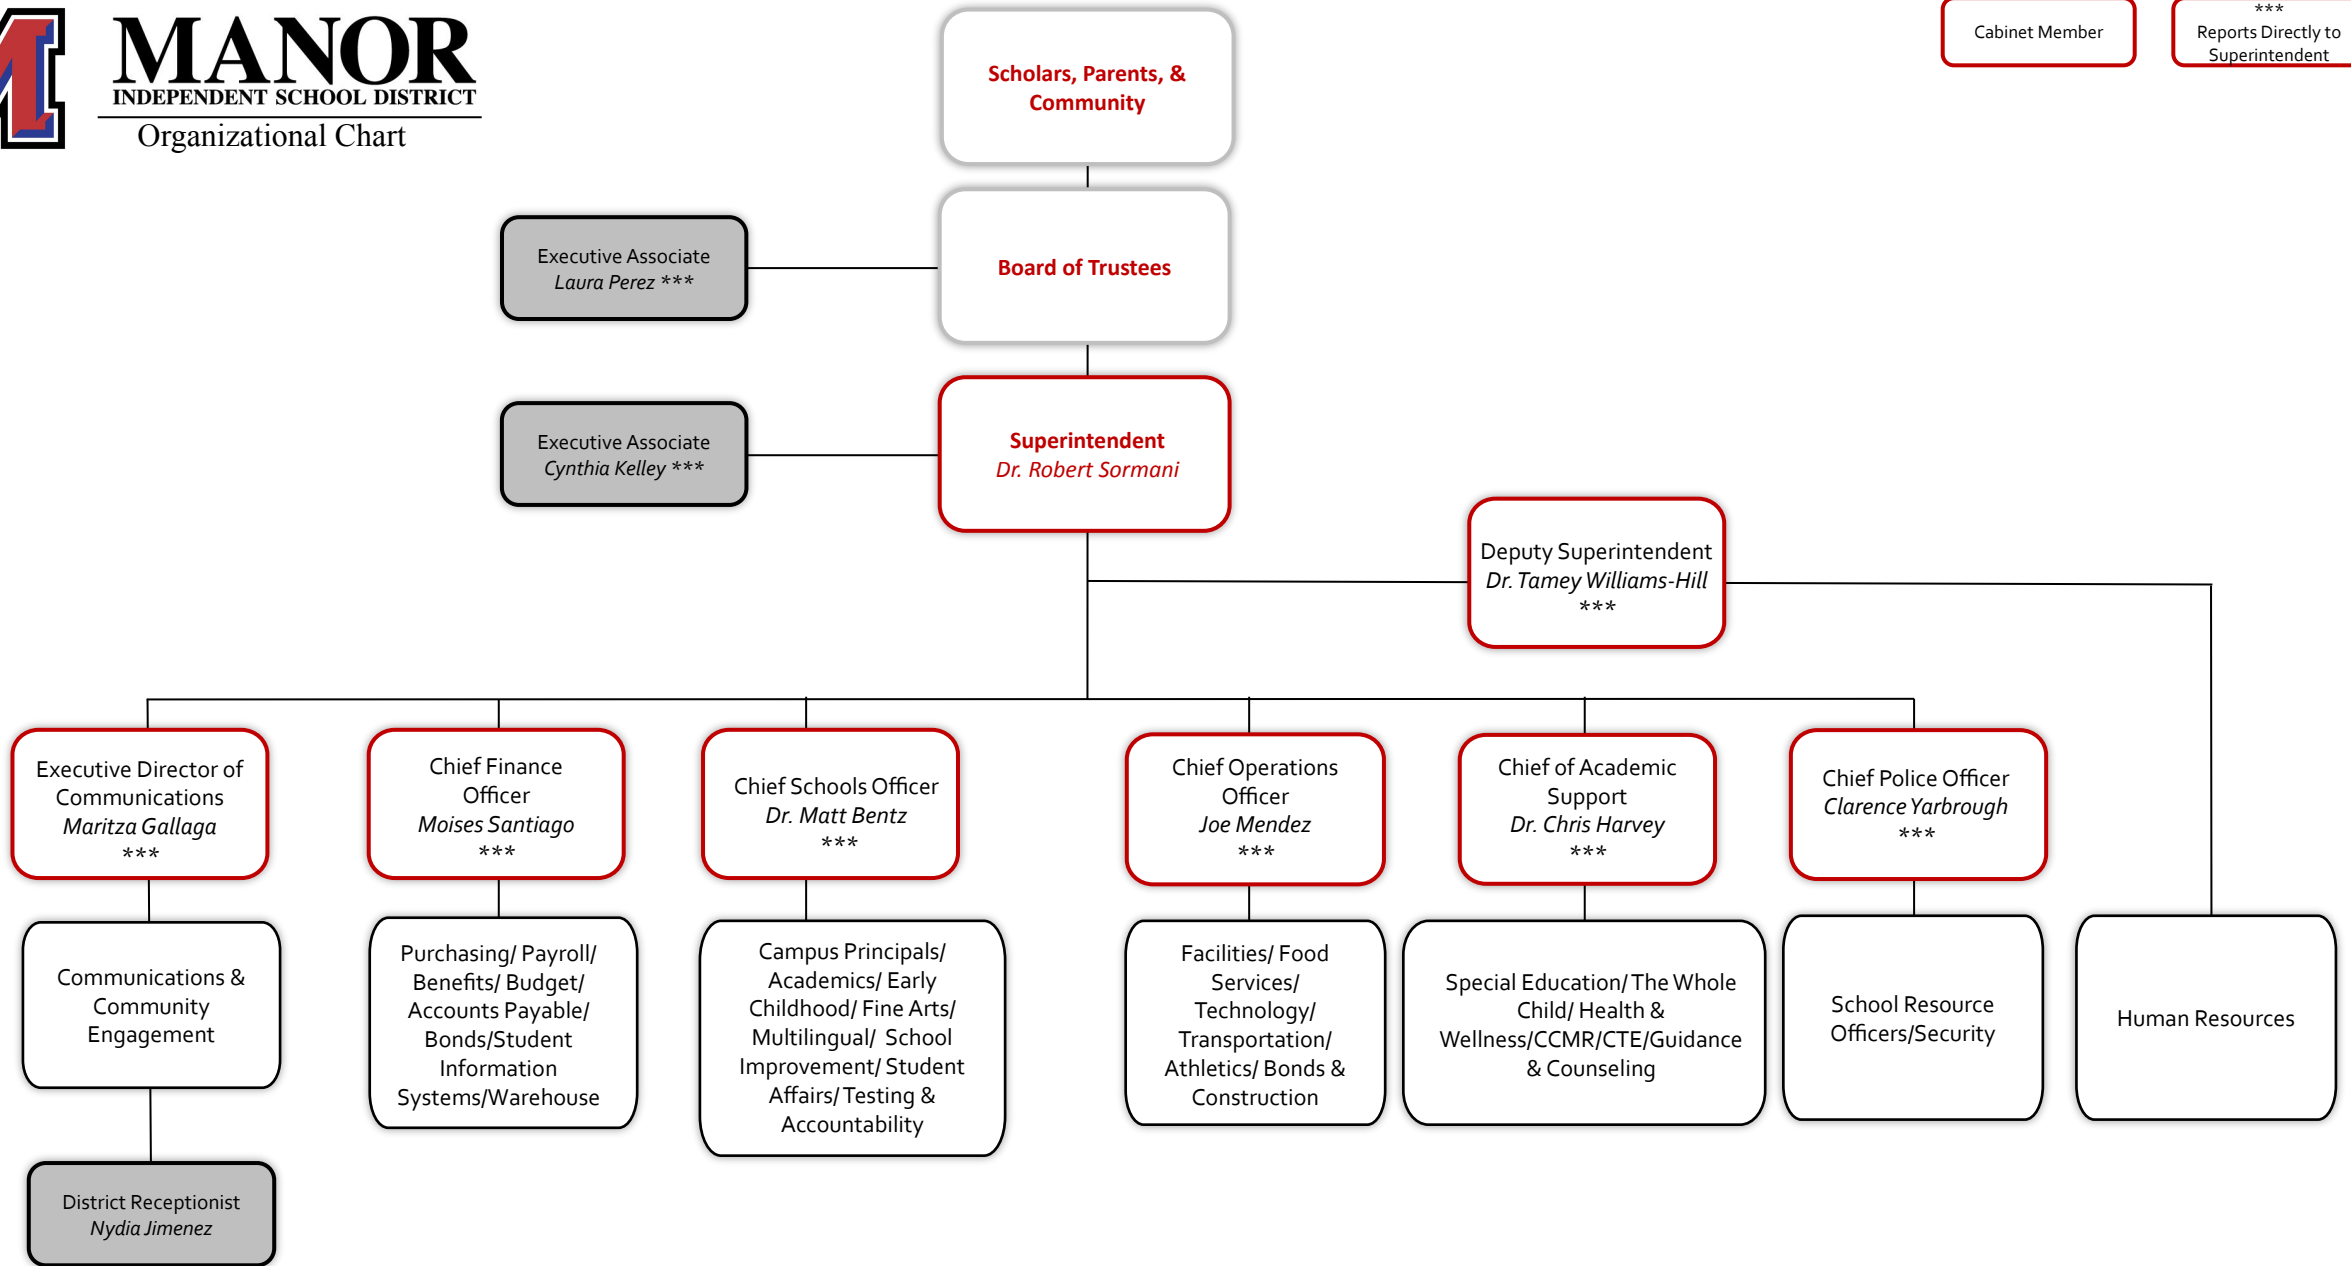 M
MANOR
INDEPENDENT SCHOOL DISTRICT
Organizational Chart
Cabinet Member
***
Reports Directly to
Superintendent
Scholars, Parents, &
Community
Executive Associate
Laura Perez ***
Board of Trustees
Executive Associate
Cynthia Kelley ***
Superintendent
Dr. Robert Sormani
Deputy Superintendent
Dr. Tamey Williams-Hill
***
Executive Director of
Communications
Maritza Gallaga
***
Chief Finance
Officer
Moises Santiago
***
Chief Schools Officer
Dr. Matt Bentz
***
Chief Operations
Officer
Joe Mendez
***
Chief of Academic
Support
Dr. Chris Harvey
***
Chief Police Officer
Clarence Yarbrough
***
Communications &
Community
Engagement
Purchasing/ Payroll/
Benefits/ Budget/
Accounts Payable/
Bonds/Student
Information
Systems/Warehouse
Campus Principals/
Academics/ Early
Childhood/ Fine Arts/
Multilingual/ School
Improvement/ Student
Affairs/ Testing &
Accountability
Facilities/ Food
Services/
Technology/
Transportation/
Athletics/ Bonds &
Construction
Special Education/ The Whole
Child/ Health &
Wellness/CCMR/CTE/Guidance
& Counseling
School Resource
Officers/Security
Human Resources
District Receptionist
Nydia Jimenez